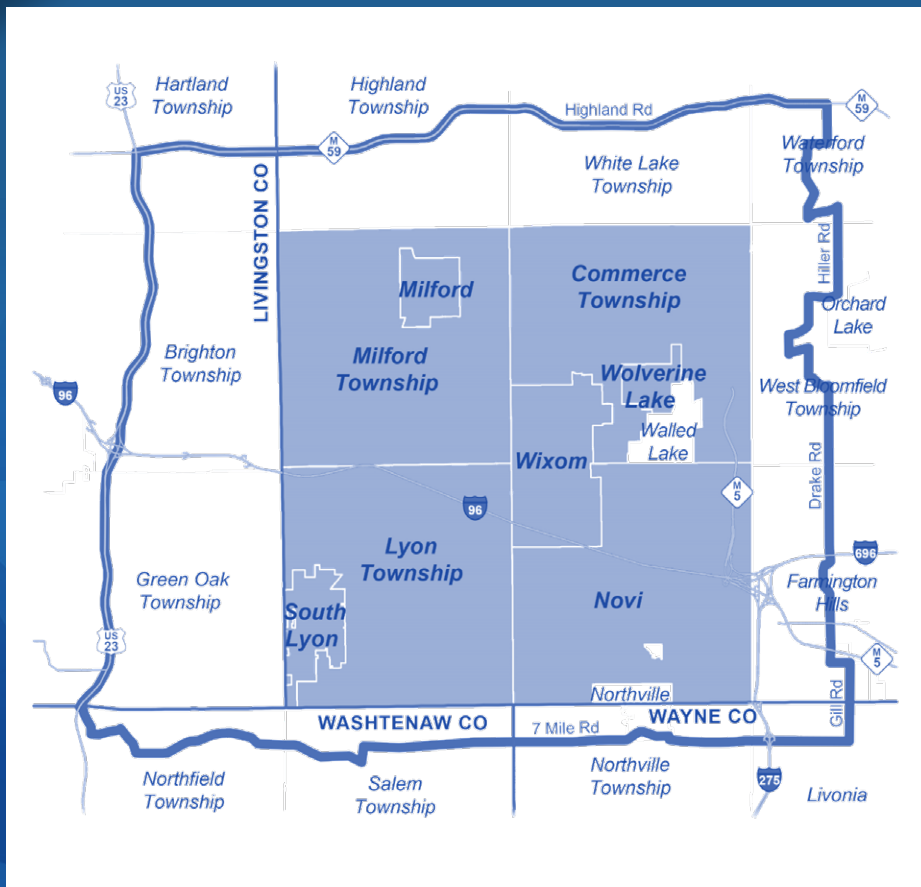 Hartland
Township
Highland
Township
US
23
Highland Rd
M
59
M
59
Waterford
Township
White Lake
Township
LIVINGSTON CO
Hiller Rd
Milford
Commerce
Township
Orchard
Lake
Brighton
Township
Milford
Township
Wolverine
Lake
West Bloomfield
Township
96
Walled
Lake
Wixom
Drake Rd
M
5
96
Lyon
Township
696
Green Oak
Township
Novi
Farmington
Hills
South
Lyon
US
23
M
5
Northville
Gill Rd
WASHTENAW CO
7 Mile Rd
WAYNE CO
Northfield
Township
Salem
Township
Northville
Township
275
Livonia